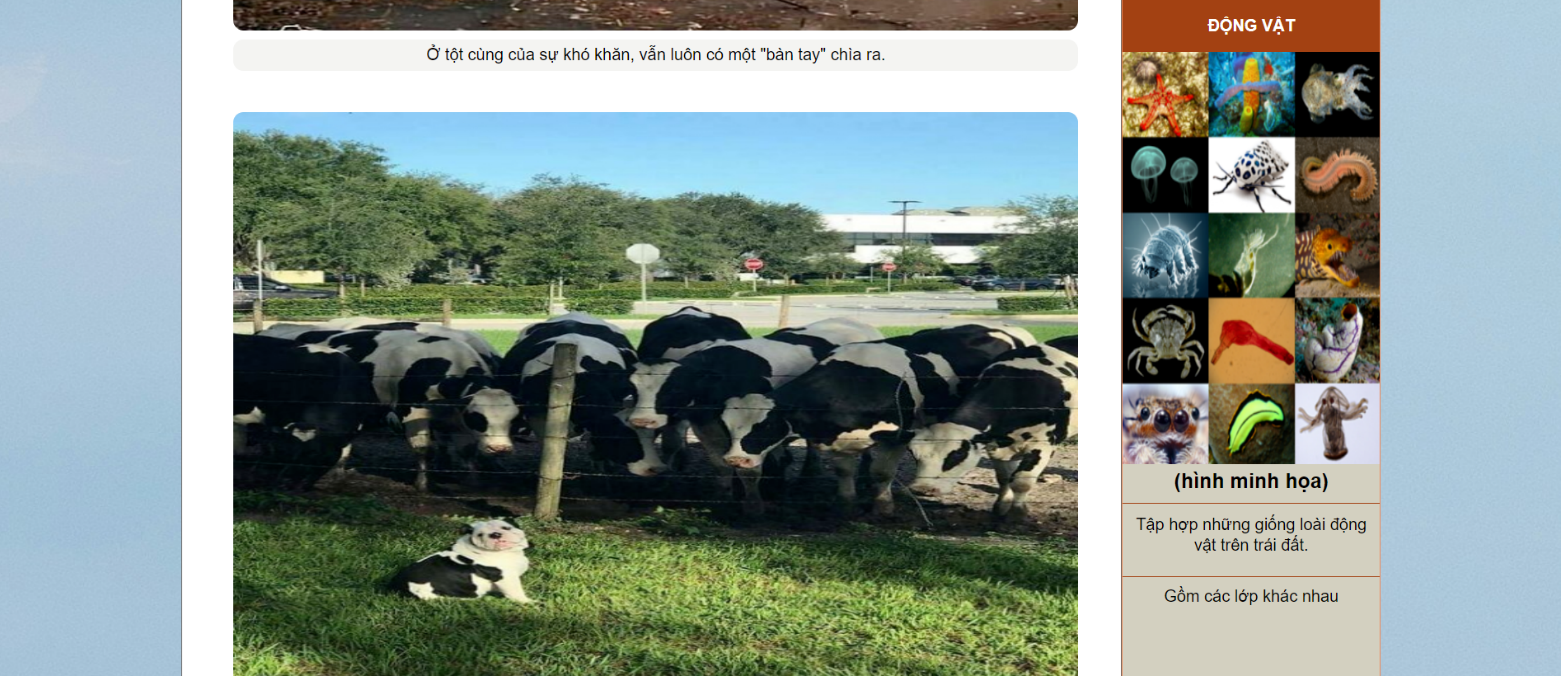 Ở tột cùng của sự khó khăn, vẫn luôn có một "bàn tay" chìa ra.
ĐỘNG VẬT
(hình minh họa)
Tập hợp những giống loài động
vật trên trái đất.
Gồm các lớp khác nhau